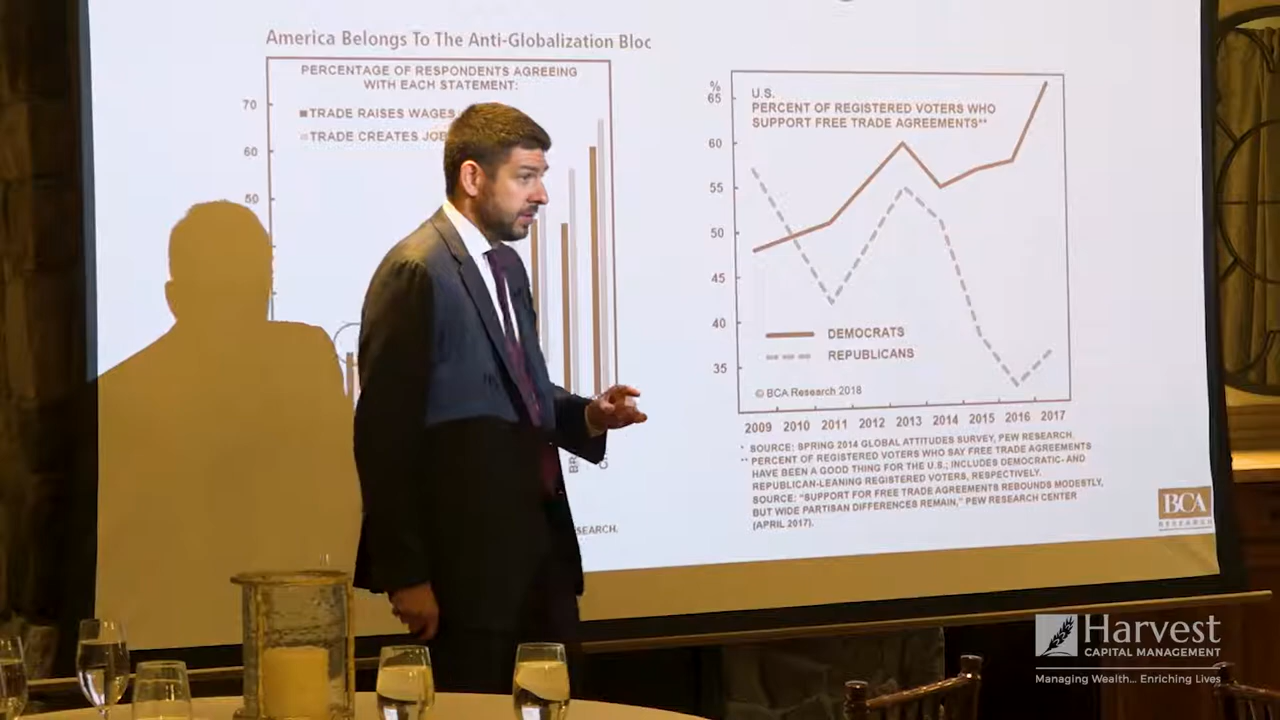 America Belongs To The Anti-Globalization Bloc
PERCENTAGE OF RESPONDENTS AGREEING
WITH EACH STATEMENT:
TRADE RAISES WAGES
TRADE CREATES
70
60
50
%
65
60
55
50
45
40
35
U.S.
PERCENT OF REGISTERED VOTERS WHO
SUPPORT FREE TRADE AGREEMENTS**
DEMOCRATS
REPUBLICANS
© BCA Research 2018
2009 2010 2011 2012 2013 2014 2015 2016 2017
* SOURCE: SPRING 2014 GLOBAL ATTITUDES SURVEY, PEW RESEARCH.
** PERCENT OF REGISTERED VOTERS WHO SAY FREE TRADE AGREEMENTS
HAVE BEEN A GOOD THING FOR THE U.S.; INCLUDES DEMOCRATIC- AND
REPUBLICAN-LEANING REGISTERED VOTERS, RESPECTIVELY.
SOURCE: "SUPPORT FOR FREE TRADE AGREEMENTS REBOUNDS MODESTLY,
BUT WIDE PARTISAN DIFFERENCES REMAIN," PEW RESEARCH CENTER
(APRIL 2017).
BCA
RESEARCH
Harvest
CAPITAL MANAGEMENT
Managing Wealth... Enriching Lives